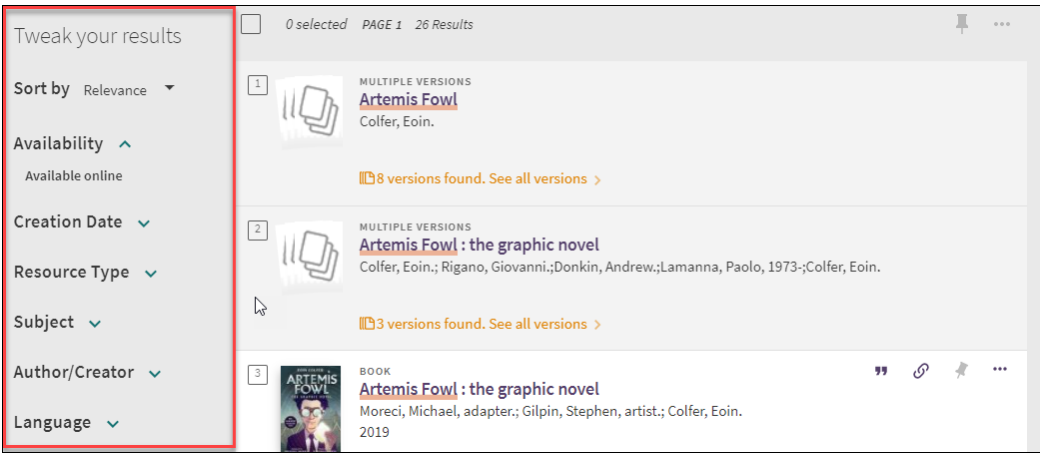 Tweak your results
Sort by Relevance
Availability
Available online
Creation Date
Resource Type
Subject
Author/Creator
Language
0 selected PAGE 1 26 Results
1
MULTIPLE VERSIONS
Artemis Fowl
Colfer, Eoin.
8 versions found. See all versions
2
MULTIPLE VERSIONS
Artemis Fowl : the graphic novel
Colfer, Eoin.; Rigano, Giovanni.;Donkin, Andrew.;Lamanna, Paolo, 1973-;Colfer, Eoin.
3 versions found. See all versions
3
ARTEMIS
FOWL
BOOK
Artemis Fowl : the graphic novel
Moreci, Michael, adapter.; Gilpin, Stephen, artist.; Colfer, Eoin.
2019